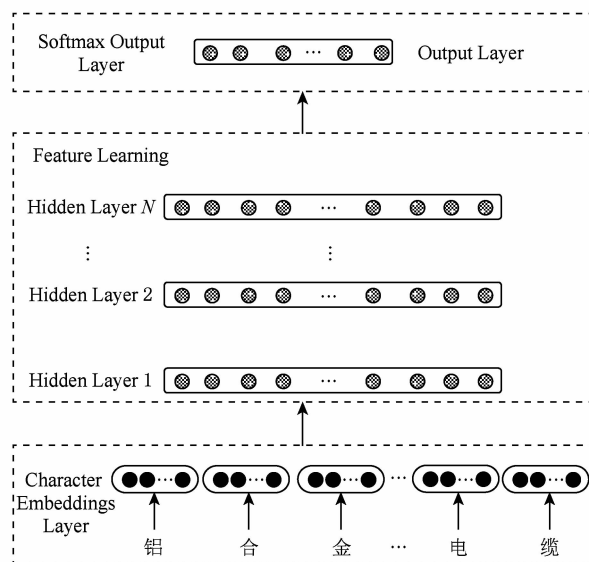 Softmax Output
Layer
...
Output Layer
Feature Learning
Hidden Layer N
...
⋮
⋮
Hidden Layer 2
...
Hidden Layer 1
...
Character
Embeddings
Layer
... ... ... ... ... ...
铝 合 金 ... 电 缆